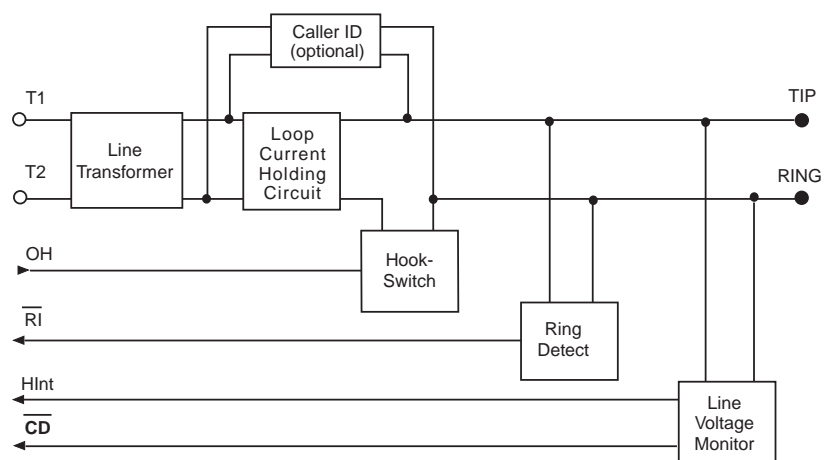 Caller ID
(optional)
T1
TIP
Line
Transformer
Loop
Current
Holding
Circuit
T2
RING
OH
Hook-
Switch
RI
Ring
Detect
HInt
CD
Line
Voltage
Monitor